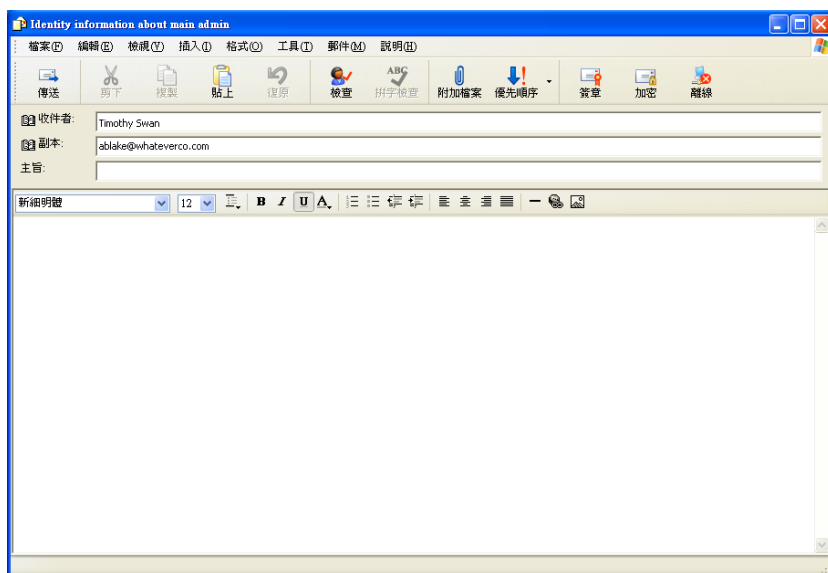 Identity information about main admin
檔案(F) 編輯(E) 檢視(V) 插入(I) 格式(O) 工具(T) 郵件(M) 說明(H)
傳送 剪下 複製 貼上 復原 檢查 拼字檢查 附加檔案 優先順序 簽章 加密 離線
收件者: Timothy Swan
副本: ablake@whateverco.com
主旨:
新細明體 12 B I U A